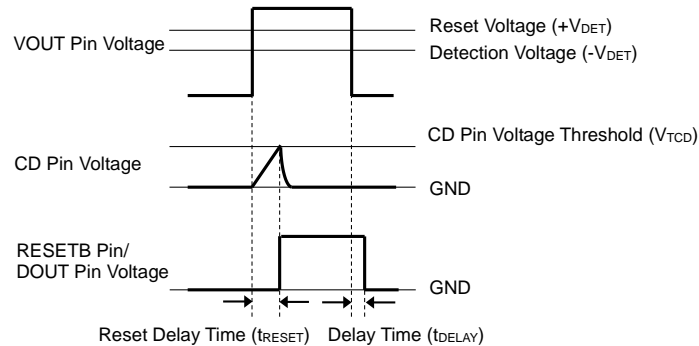 Reset Voltage (+VDET)
VOUT Pin Voltage
Detection Voltage (-VDET)
CD Pin Voltage Threshold (VTCD)
CD Pin Voltage
GND
RESETB Pin/
DOUT Pin Voltage
GND
Reset Delay Time (tRESET) Delay Time (tDELAY)